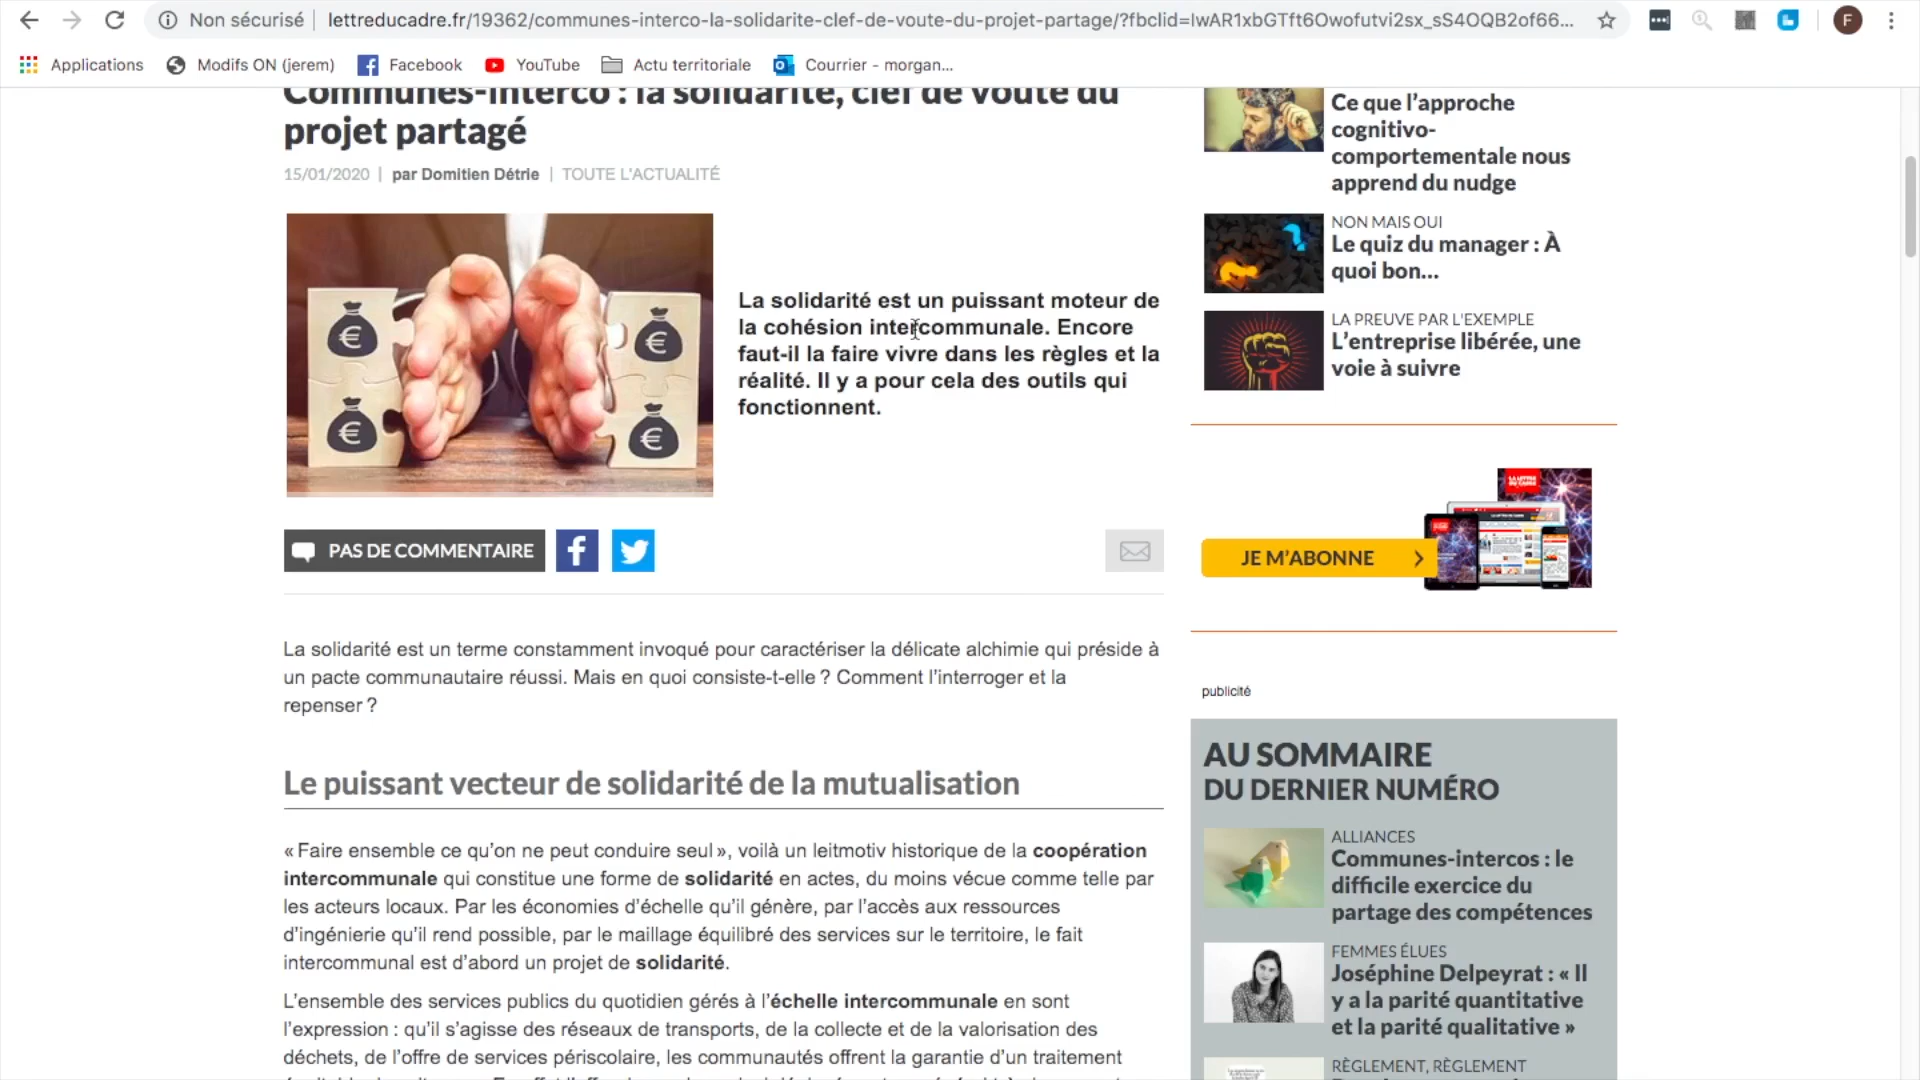 Non sécurisé
lettreducadre.fr/19362/communes-interco-la-solidarite-clef-de-voute-du-projet-partage/?fbclid=IwAR1xbGTft6Owofutvi2sx_sS4OQB2of66...
F
Applications
Modifs ON (jerem)
Facebook
YouTube
Actu territoriale
Courrier - morgan...
Communes-interco : la solidarité, clef de voute du
projet partagé
15/01/2020 | par Domitien Détrie | TOUTE L'ACTUALITÉ
La solidarité est un puissant moteur de
la cohésion intercommunale. Encore
faut-il la faire vivre dans les règles et la
réalité. Il y a pour cela des outils qui
fonctionnent.
PAS DE COMMENTAIRE
La solidarité est un terme constamment invoqué pour caractériser la délicate alchimie qui préside à
un pacte communautaire réussi. Mais en quoi consiste-t-elle ? Comment l’interroger et la
repenser ?
Le puissant vecteur de solidarité de la mutualisation
« Faire ensemble ce qu’on ne peut conduire seul », voilà un leitmotiv historique de la coopération
intercommunale qui constitue une forme de solidarité en actes, du moins vécue comme telle par
les acteurs locaux. Par les économies d’échelle qu’il génère, par l’accès aux ressources
d’ingénierie qu’il rend possible, par le maillage équilibré des services sur le territoire, le fait
intercommunal est d’abord un projet de solidarité.
L’ensemble des services publics du quotidien gérés à l’échelle intercommunale en sont
l’expression : qu’il s’agisse des réseaux de transports, de la collecte et de la valorisation des
déchets, de l’offre de services périscolaire, les communautés offrent la garantie d’un traitement
Ce que l’approche
cognitivo-
comportementale nous
apprend du nudge
NON MAIS OUI
Le quiz du manager : À
quoi bon...
LA PREUVE PAR L'EXEMPLE
L’entreprise libérée, une
voie à suivre
JE M’ABONNE
publicité
AU SOMMAIRE
DU DERNIER NUMÉRO
ALLIANCES
Communes-intercos : le
difficile exercice du
partage des compétences
FEMMES ÉLUES
Joséphine Delpeyrat : « Il
y a la parité quantitative
et la parité qualitative »
RÈGLEMENT, RÈGLEMENT